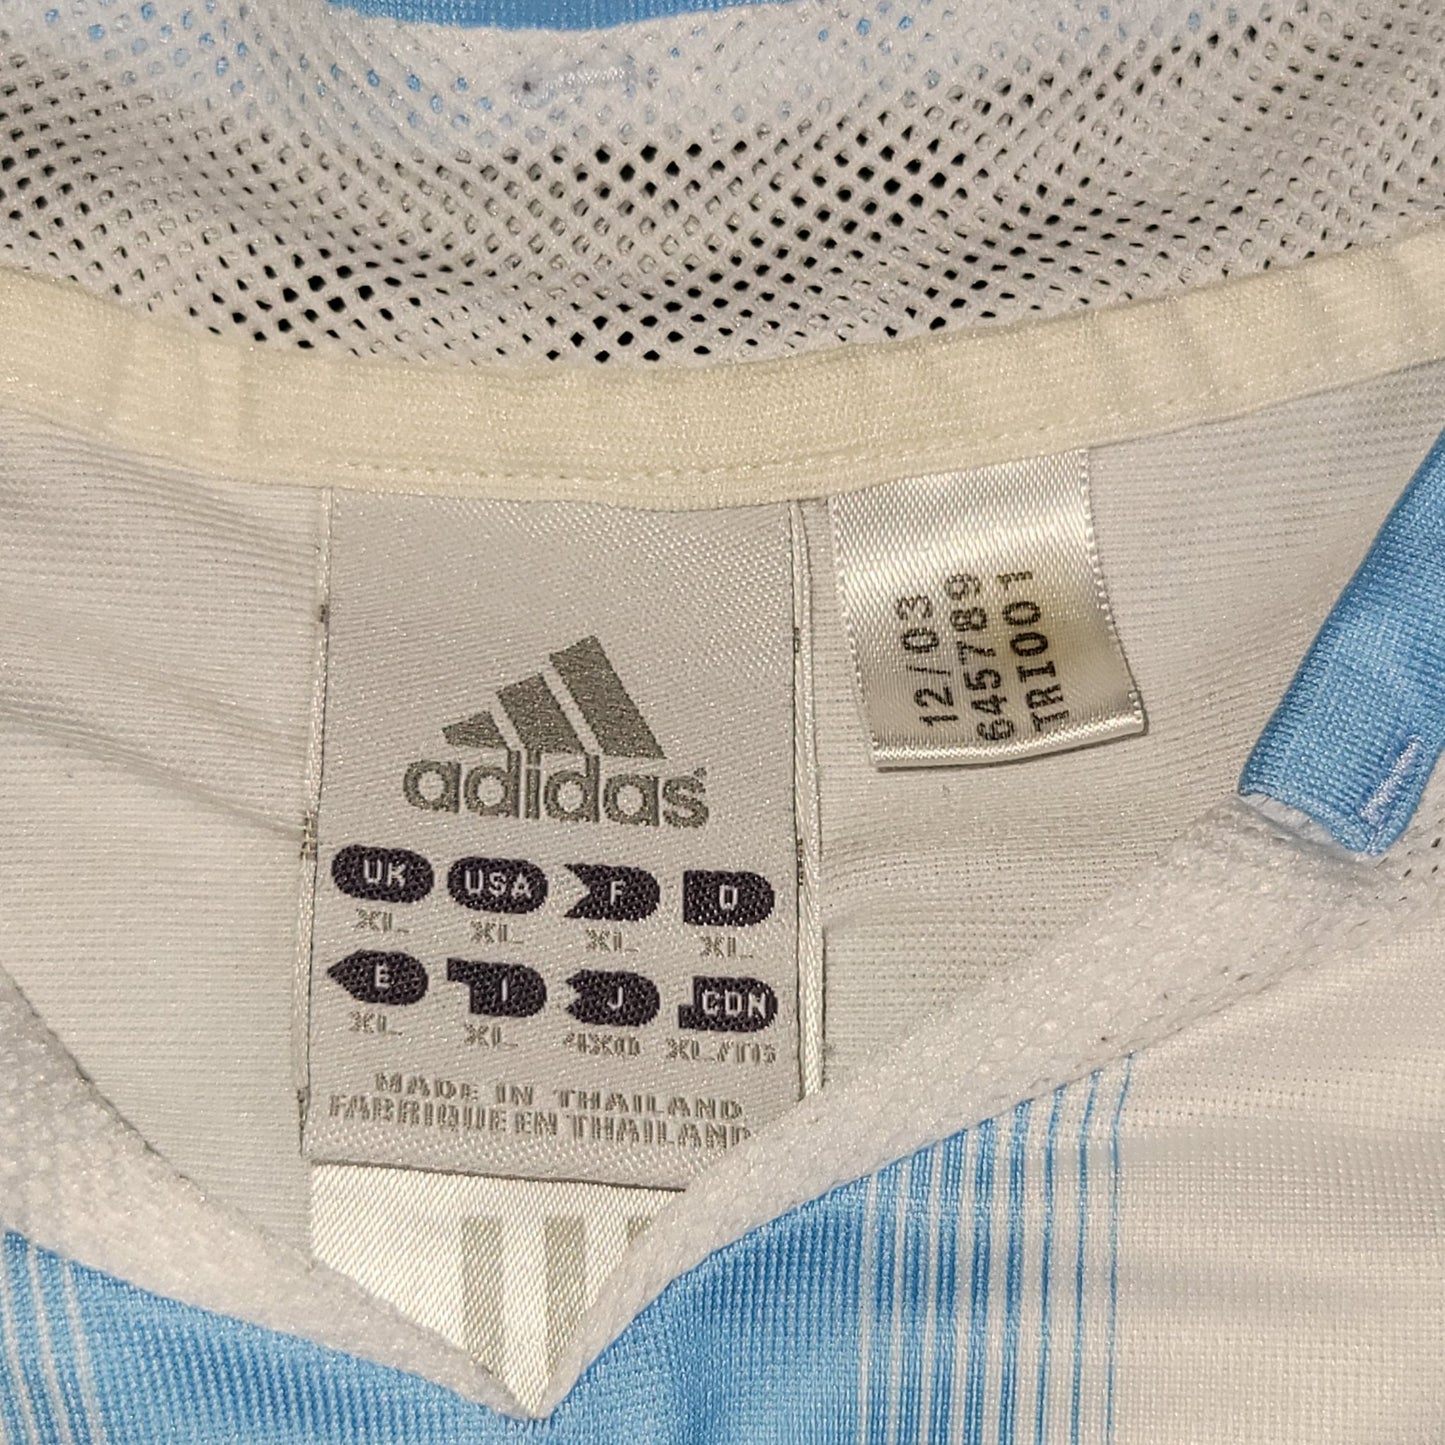 adidas
UK USA F D
XL XL XL XL
E I J CDN
XL XL 4XO XL/TTG
MADE IN THAILAND
FABRIQUE EN THAILAND
12/03
645789
TRI001